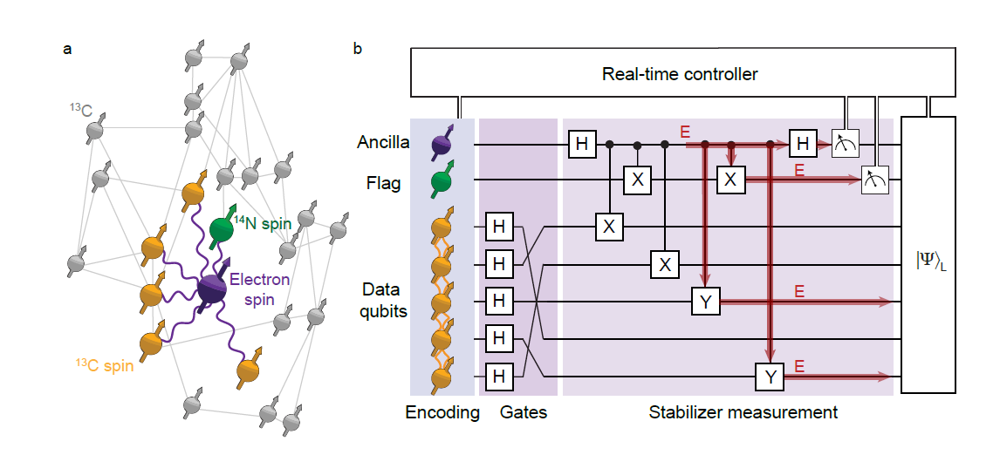 a
¹³C
¹⁴N spin
Electron
spin
¹³C spin
b
Real-time controller
Ancilla
H
E
H
Flag
X
X
E
H
X
H
X
Data
qubits
H
Y
E
H
H
Y
E
|Ψ⟩L
Encoding
Gates
Stabilizer measurement